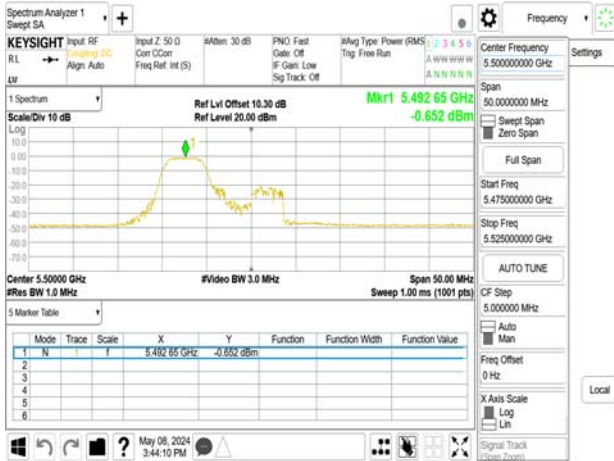 Spectrum Analyzer 1
Swept SA
+
Frequency
KEYSIGHT
Input: RF
Coupling: DC
Align: Auto
Input Z: 50 Ω
Corr CCorr
Freq Ref: Int (S)
#Atten: 30 dB
PNO: Fast
Gate: Off
IF Gain: Low
Sig Track: Off
#Avg Type: Power (RMS
Trig: Free Run
1 2 3 4 5 6
A W W W W W
A N N N N N
RL
1 Spectrum
Scale/Div 10 dB
Ref Lvl Offset 10.30 dB
Ref Level 20.00 dBm
Mkr1 5.492 65 GHz
-0.652 dBm
Log
10.0
0.00
-10.0
-20.0
-30.0
-40.0
-50.0
-60.0
-70.0
1
Center 5.50000 GHz
#Video BW 3.0 MHz
Span 50.00 MHz
#Res BW 1.0 MHz
Sweep 1.00 ms (1001 pts)
5 Marker Table
Mode Trace Scale X Y Function Function Width Function Value
1 N 1 f 5.492 65 GHz -0.652 dBm
2
3
4
5
6
Center Frequency
5.500000000 GHz
Span
50.0000000 MHz
Swept Span
Zero Span
Full Span
Start Freq
5.475000000 GHz
Stop Freq
5.525000000 GHz
AUTO TUNE
CF Step
5.000000 MHz
Auto
Man
Freq Offset
0 Hz
X Axis Scale
Log
Lin
Signal Track
(Span Zoom)
Settings
Local
?
May 08, 2024
3:44:10 PM